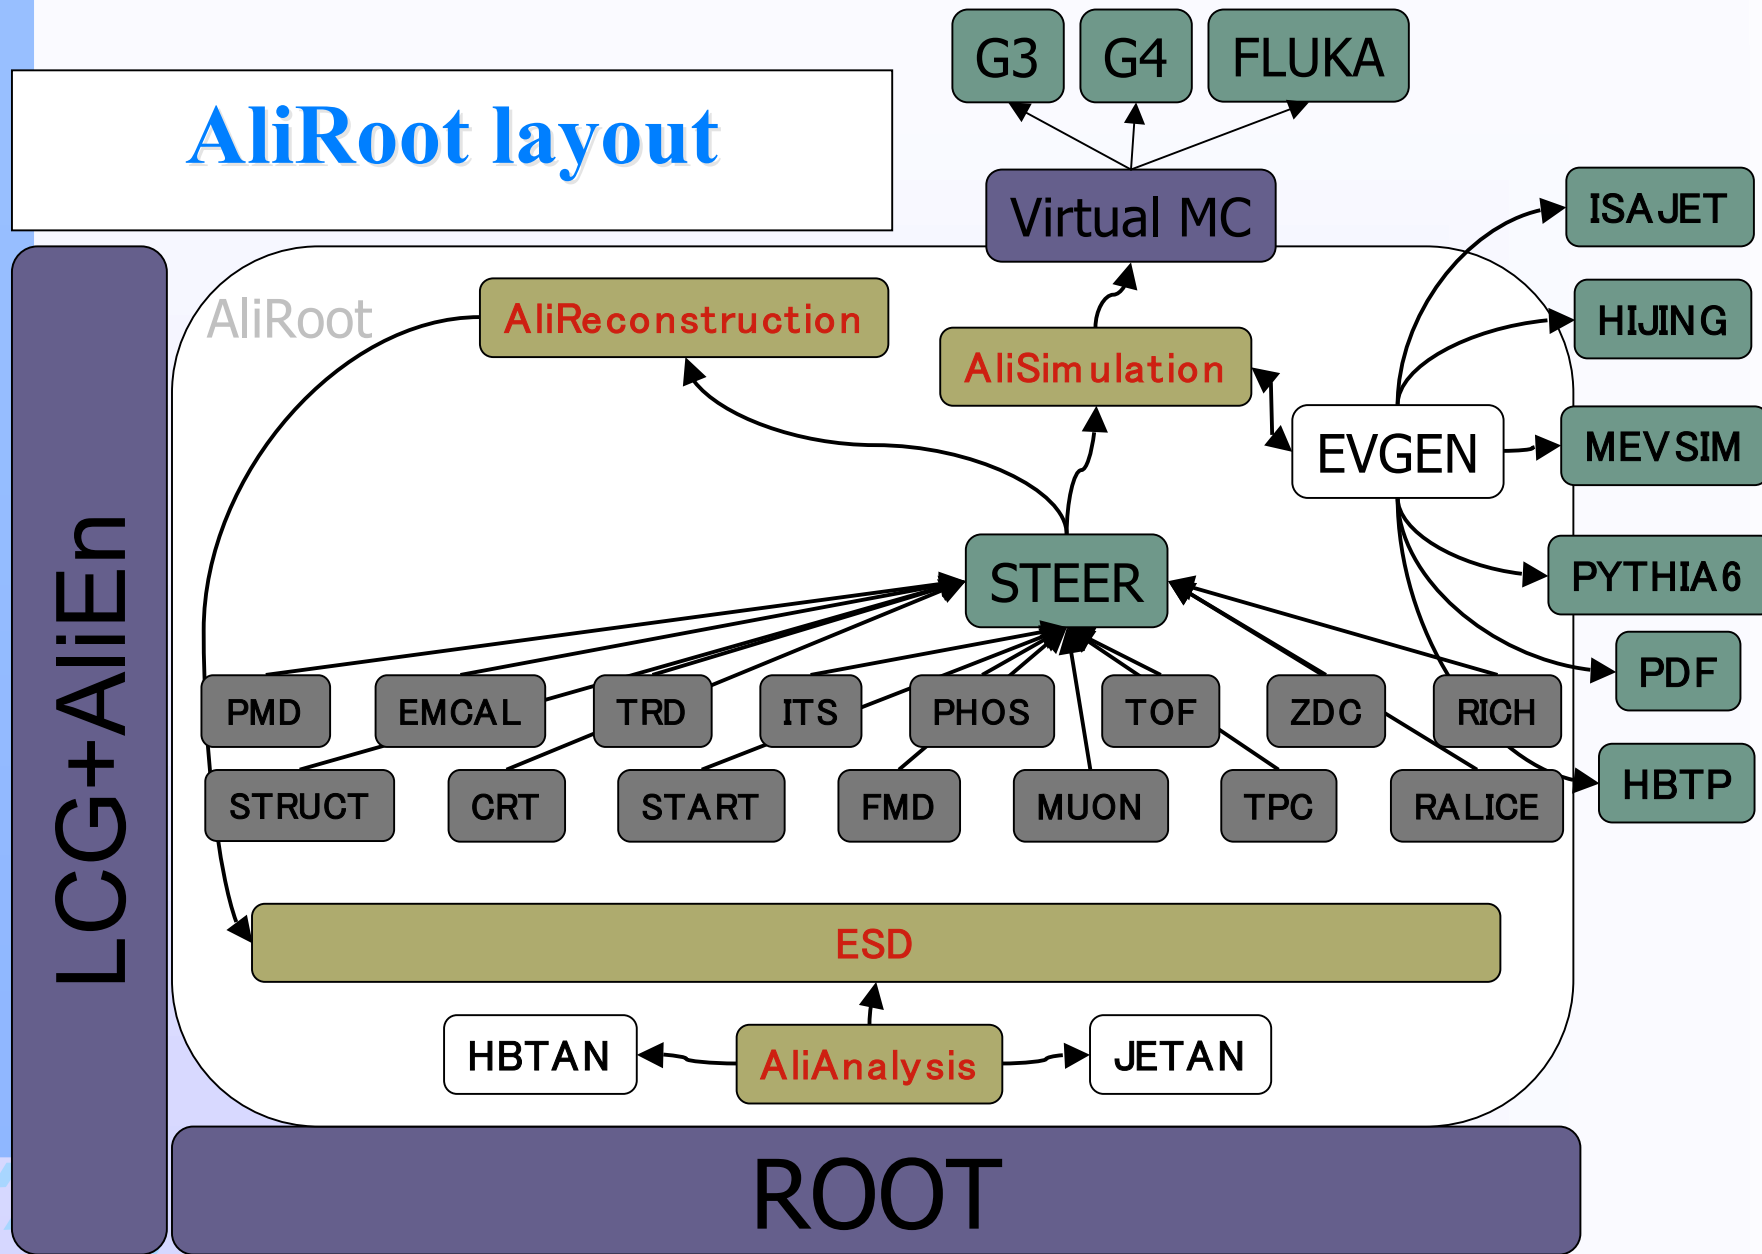 G3 G4 FLUKA
AliRoot layout
Virtual MC
ISAJET
AliRoot
AliReconstruction
HIJING
AliSimulation
EVGEN
MEVSIM
STEER
PYTHIA6
PDF
PMD EMCAL TRD ITS PHOS TOF ZDC RICH
HBTP
STRUCT CRT START FMD MUON TPC RALICE
LCG+AliEn
ESD
HBTAN AliAnalysis JETAN
ROOT